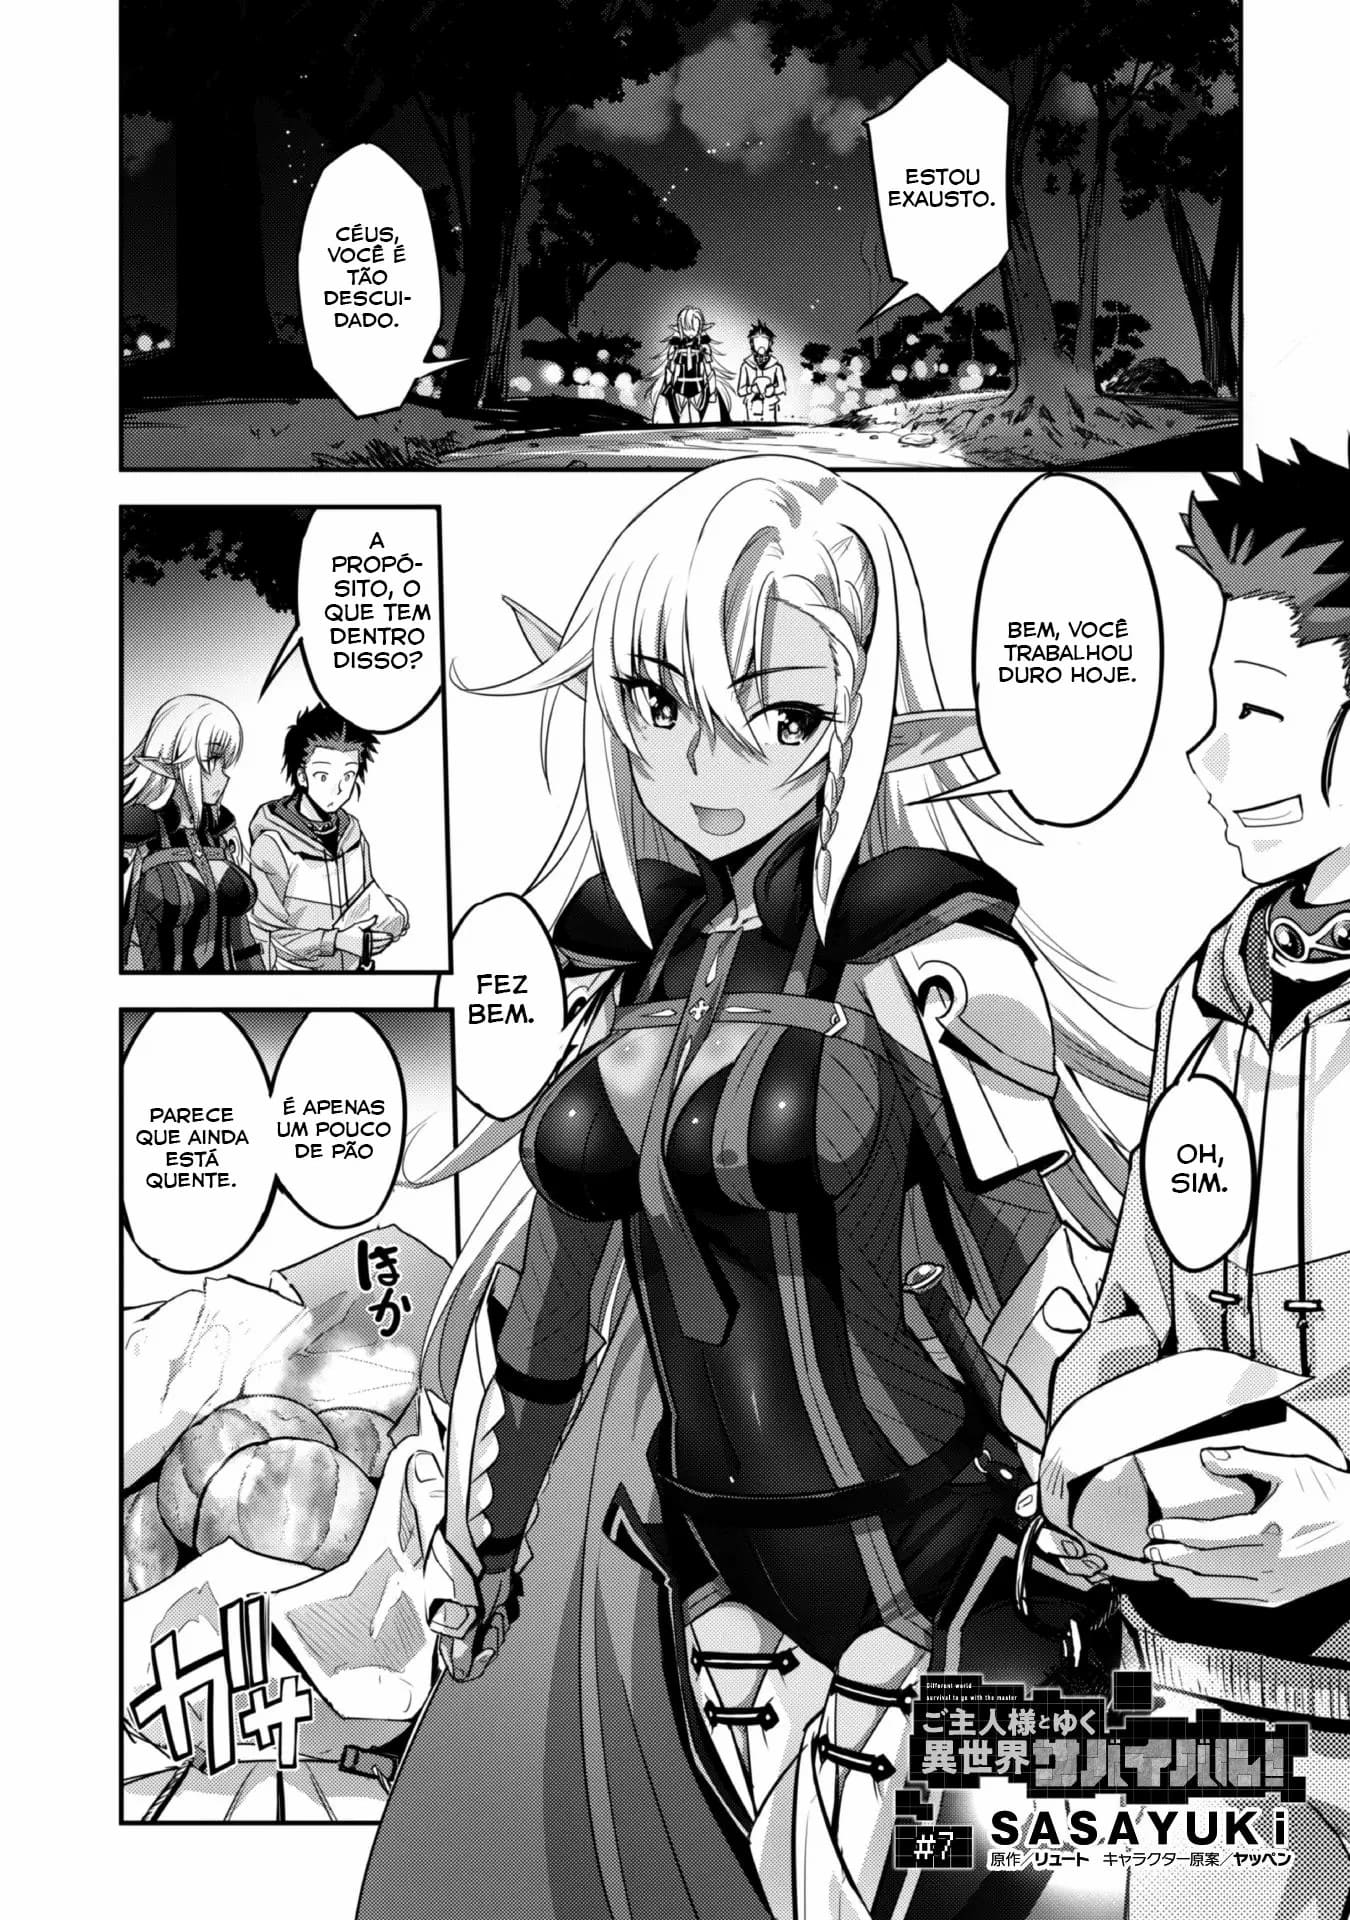 ESTOU
EXAUSTO.
CÉUS,
VOCÊ É
TÃO
DESCUI-
DADO.
BEM, VOCÊ
TRABALHOU
DURO HOJE.
FEZ
BEM.
OH,
SIM.
A
PROPÓ-
SITO, O
QUE TEM
DENTRO
DISSO?
É APENAS
UM POUCO
DE PÃO
PARECE
QUE AINDA
ESTÁ
QUENTE.
ほか
ガサ
Different world
survival to go with the master
ご主人様とゆく
異世界サバイバル!
#7
SASAYUKi
原作/リュート キャラクター原案/ヤッペン